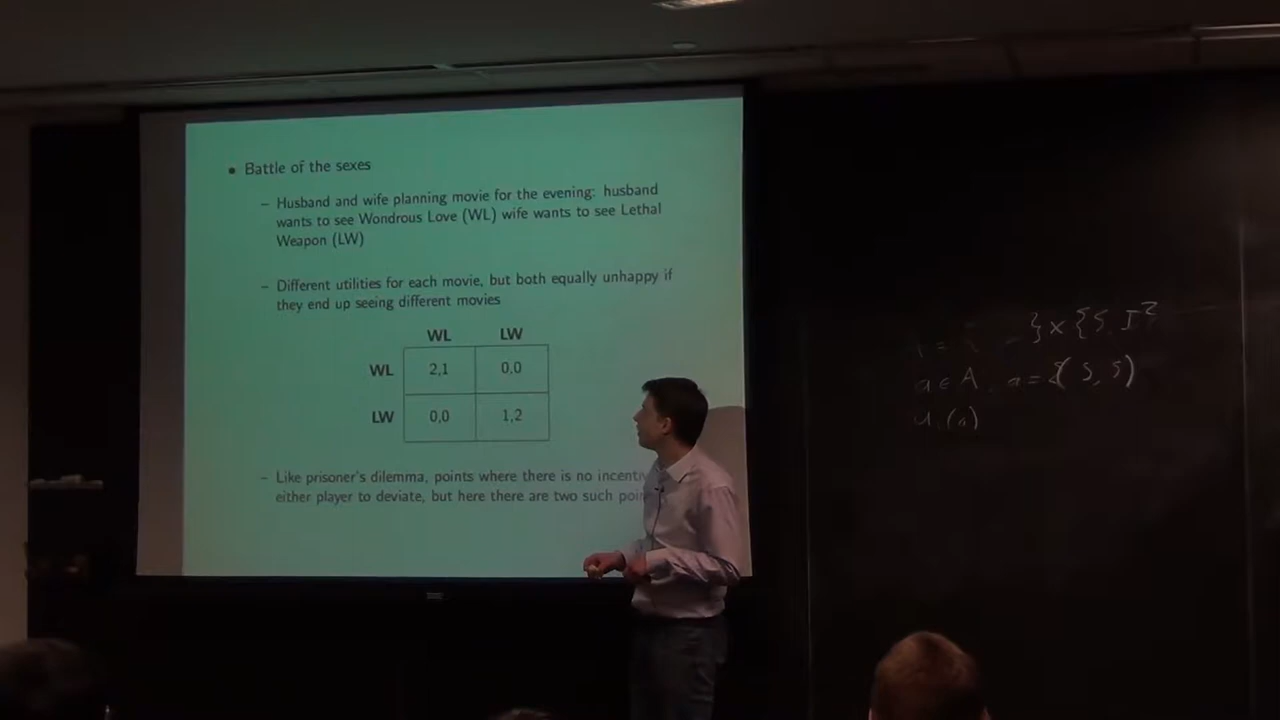 • Battle of the sexes
– Husband and wife planning movie for the evening: husband
wants to see Wondrous Love (WL) wife wants to see Lethal
Weapon (LW)
– Different utilities for each movie, but both equally unhappy if
they end up seeing different movies
WL LW
WL 2,1 0,0
LW 0,0 1,2
– Like prisoner's dilemma, points where there is no
either player to deviate, but here there are two such
} × {S, I}
a ∈ A, a = (S, S)
(a)